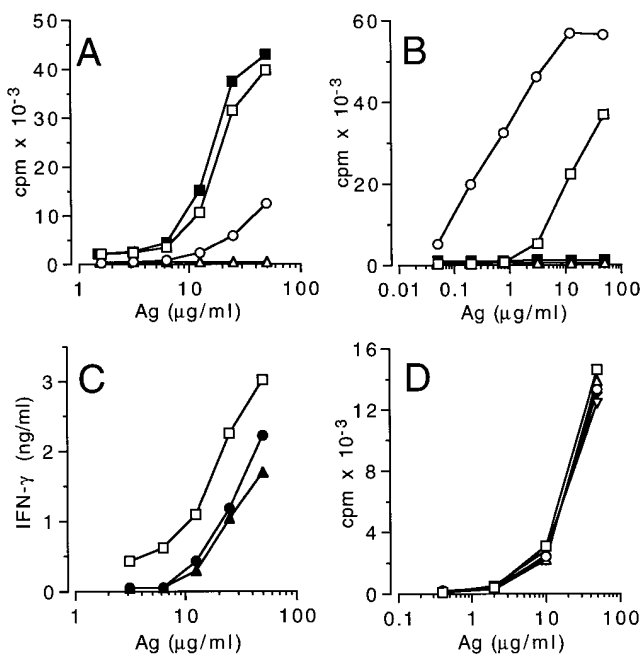 A
cpm x 10-3
50
40
30
20
10
0
1 10 100
Ag (μg/ml)
B
cpm x 10-3
60
40
20
0
0.01 0.1 1 10 100
Ag (μg/ml)
C
IFN-γ (ng/ml)
3
2
1
0
1 10 100
Ag (μg/ml)
D
cpm x 10-3
16
12
8
4
0
0.1 1 10 100
Ag (μg/ml)